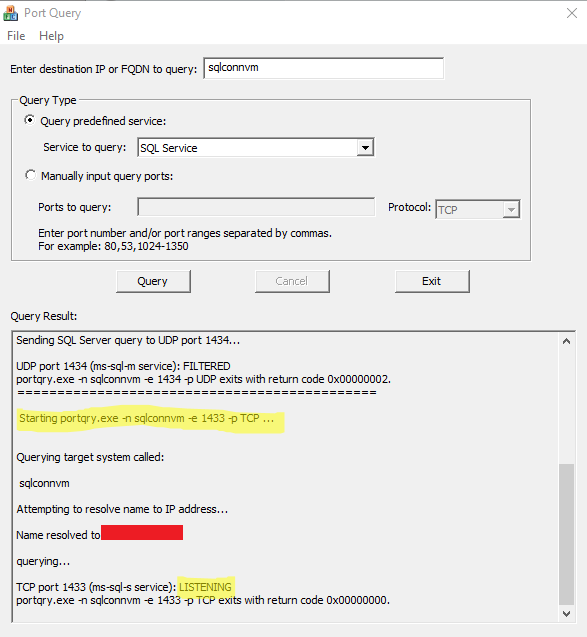 Port Query
File Help
Enter destination IP or FQDN to query: sqlconnvm
Query Type
Query predefined service:
Service to query: SQL Service
Manually input query ports:
Ports to query: Protocol: TCP
Enter port number and/or port ranges separated by commas.
For example: 80,53,1024-1350
Query Cancel Exit
Query Result:
Sending SQL Server query to UDP port 1434...
UDP port 1434 (ms-sql-m service): FILTERED
portqry.exe -n sqlconnvm -e 1434 -p UDP exits with return code 0x00000002.
=============================================
Starting portqry.exe -n sqlconnvm -e 1433 -p TCP ...
Querying target system called:
sqlconnvm
Attempting to resolve name to IP address...
Name resolved to
querying...
TCP port 1433 (ms-sql-s service): LISTENING
portqry.exe -n sqlconnvm -e 1433 -p TCP exits with return code 0x00000000.